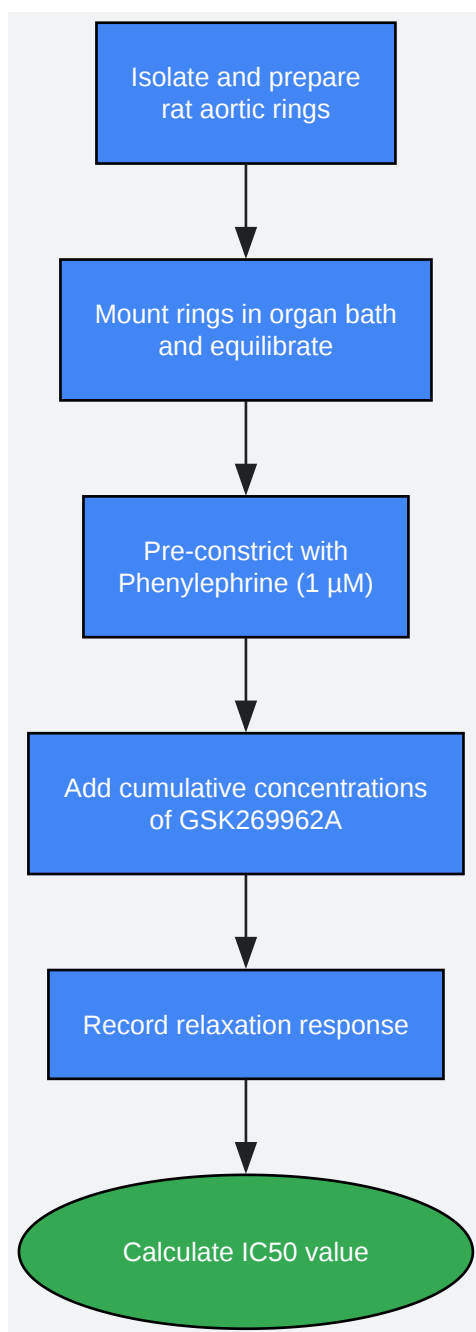 Isolate and prepare
rat aortic rings
Mount rings in organ bath
and equilibrate
Pre-constrict with
Phenylephrine (1 µM)
Add cumulative concentrations
of GSK269962A
Record relaxation response
Calculate IC50 value